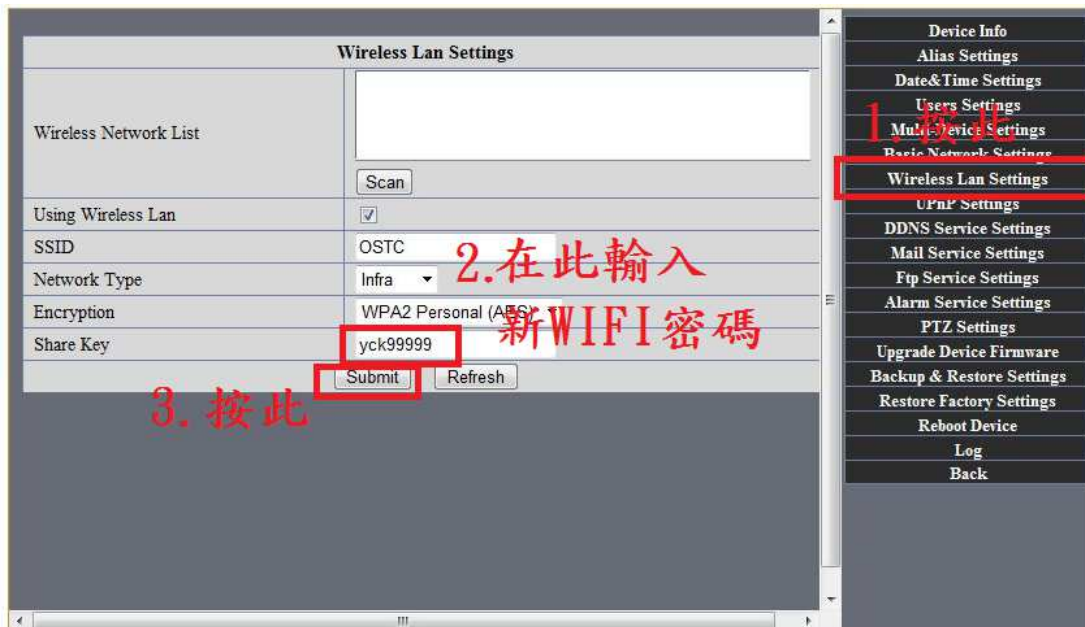 Wireless Lan Settings
Wireless Network List
Scan
Using Wireless Lan
SSID OSTC
Network Type Infra
Encryption WPA2 Personal (AES)
Share Key yck99999
Submit Refresh
1.按此
2.在此輸入
新WIFI密碼
3.按此
Device Info
Alias Settings
Date&Time Settings
Users Settings
Multi-Device Settings
Basic Network Settings
Wireless Lan Settings
UPnP Settings
DDNS Service Settings
Mail Service Settings
Ftp Service Settings
Alarm Service Settings
PTZ Settings
Upgrade Device Firmware
Backup & Restore Settings
Restore Factory Settings
Reboot Device
Log
Back